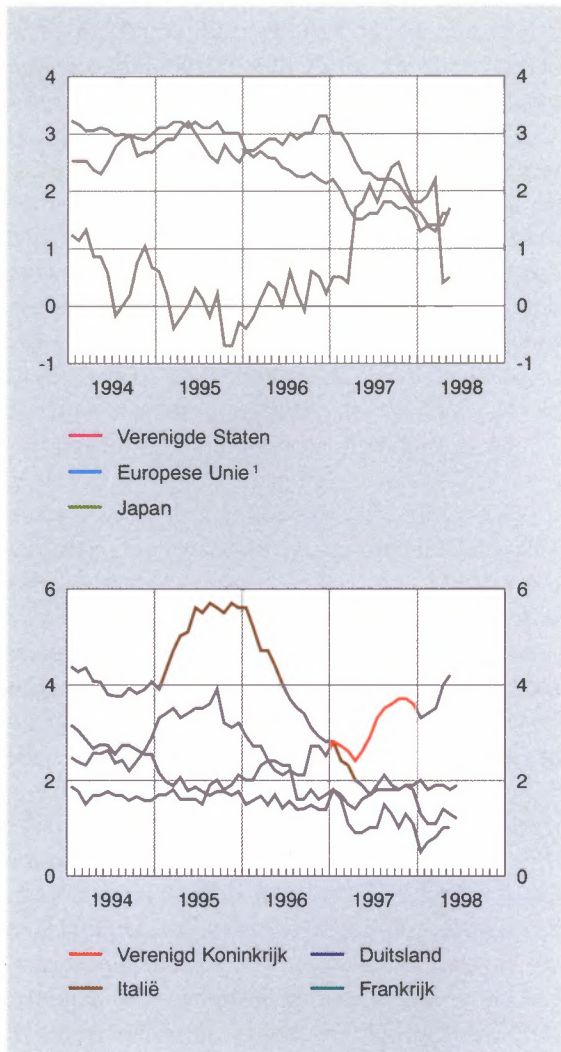 4 4
3 3
2 2
1 1
0 0
-1 -1
1994 1995 1996 1997 1998
Verenigde Staten
Europese Unie ¹
Japan
6 6
4 4
2 2
0 0
1994 1995 1996 1997 1998
Verenigd Koninkrijk Duitsland
Italië Frankrijk